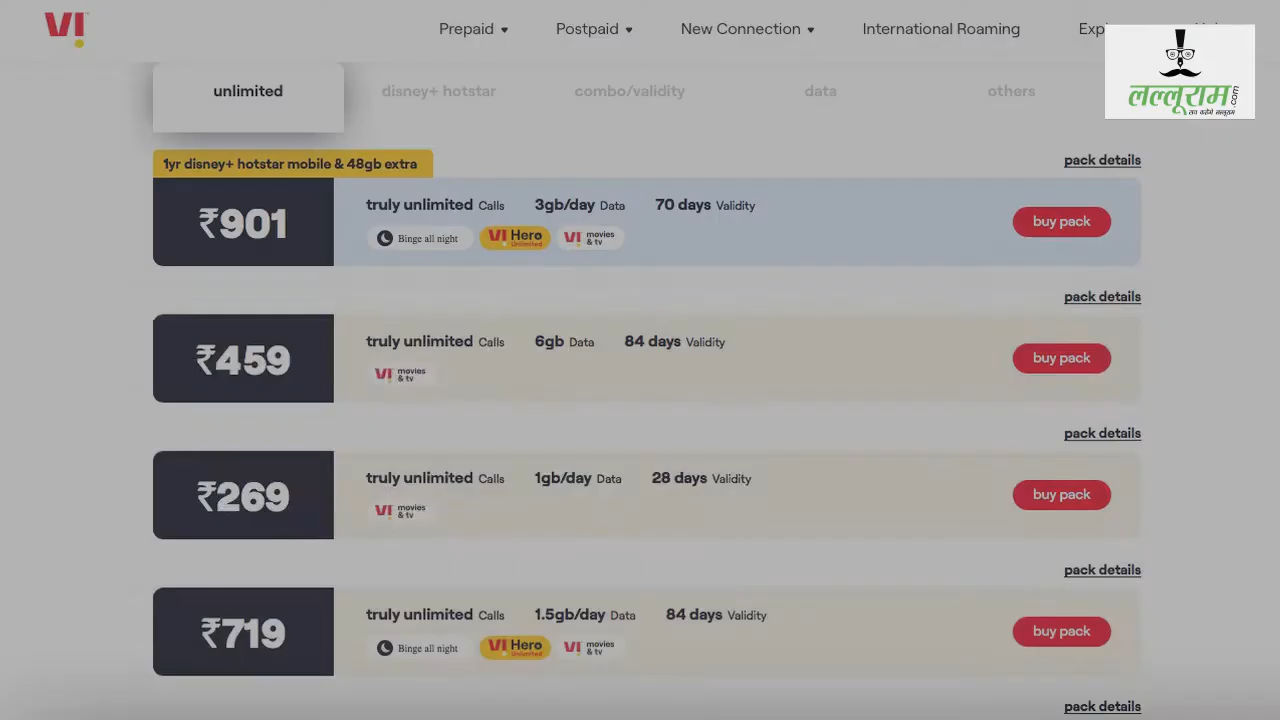 VI
Prepaid Postpaid New Connection International Roaming
लल्लूराम.com
unlimited disney+ hotstar combo/validity data others
1yr disney+ hotstar mobile & 48gb extra
pack details
₹901
truly unlimited Calls 3gb/day Data 70 days Validity
Binge all night VI Hero Unlimited VI movies & tv
buy pack
pack details
₹459
truly unlimited Calls 6gb Data 84 days Validity
VI movies & tv
buy pack
pack details
₹269
truly unlimited Calls 1gb/day Data 28 days Validity
VI movies & tv
buy pack
pack details
₹719
truly unlimited Calls 1.5gb/day Data 84 days Validity
Binge all night VI Hero Unlimited VI movies & tv
buy pack
pack details